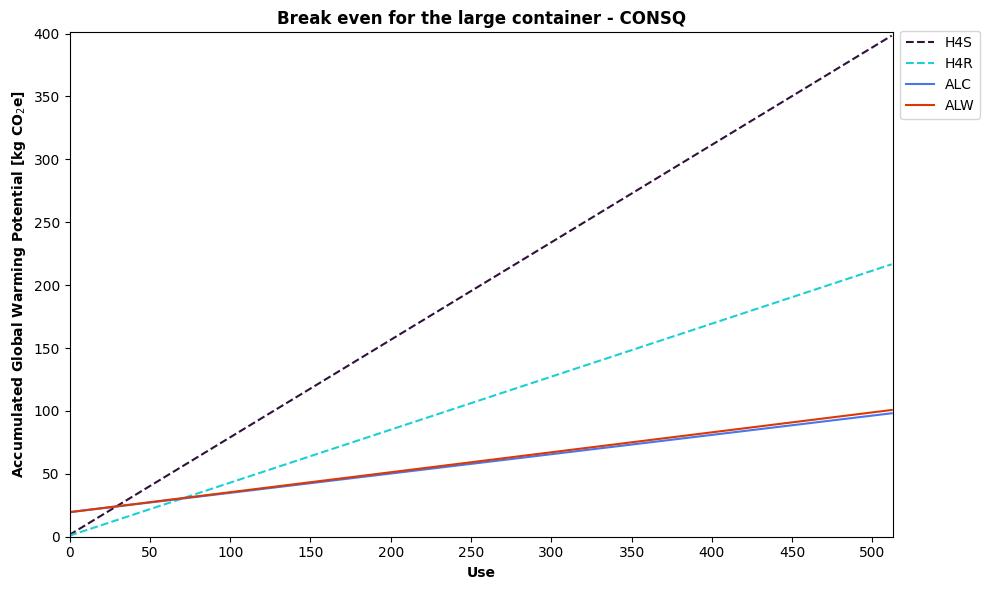 Break even for the large container - CONSQ
Accumulated Global Warming Potential [kg CO₂e]
400
350
300
250
200
150
100
50
0
0 50 100 150 200 250 300 350 400 450 500
Use
H4S
H4R
ALC
ALW